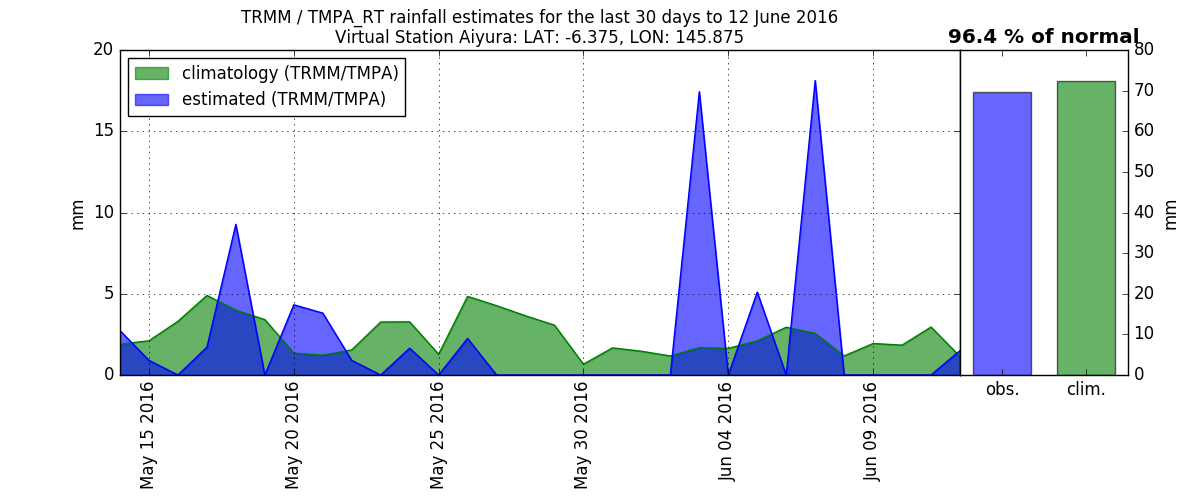 TRMM / TMPA_RT rainfall estimates for the last 30 days to 12 June 2016
Virtual Station Aiyura: LAT: -6.375, LON: 145.875
96.4 % of normal
climatology (TRMM/TMPA)
estimated (TRMM/TMPA)
20
15
10
5
0
mm
May 15 2016
May 20 2016
May 25 2016
May 30 2016
Jun 04 2016
Jun 09 2016
80
70
60
50
40
30
20
10
0
mm
obs.
clim.